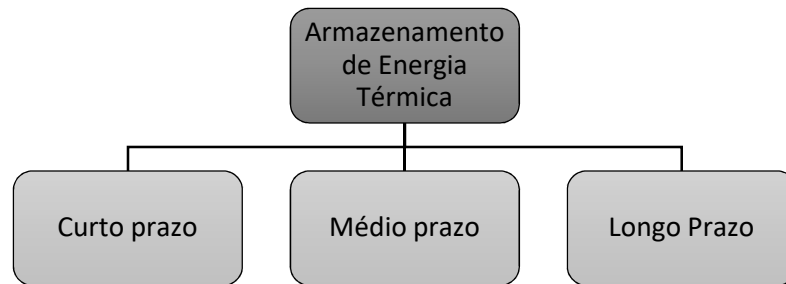 Armazenamento
de Energia
Térmica
Curto prazo
Médio prazo
Longo Prazo